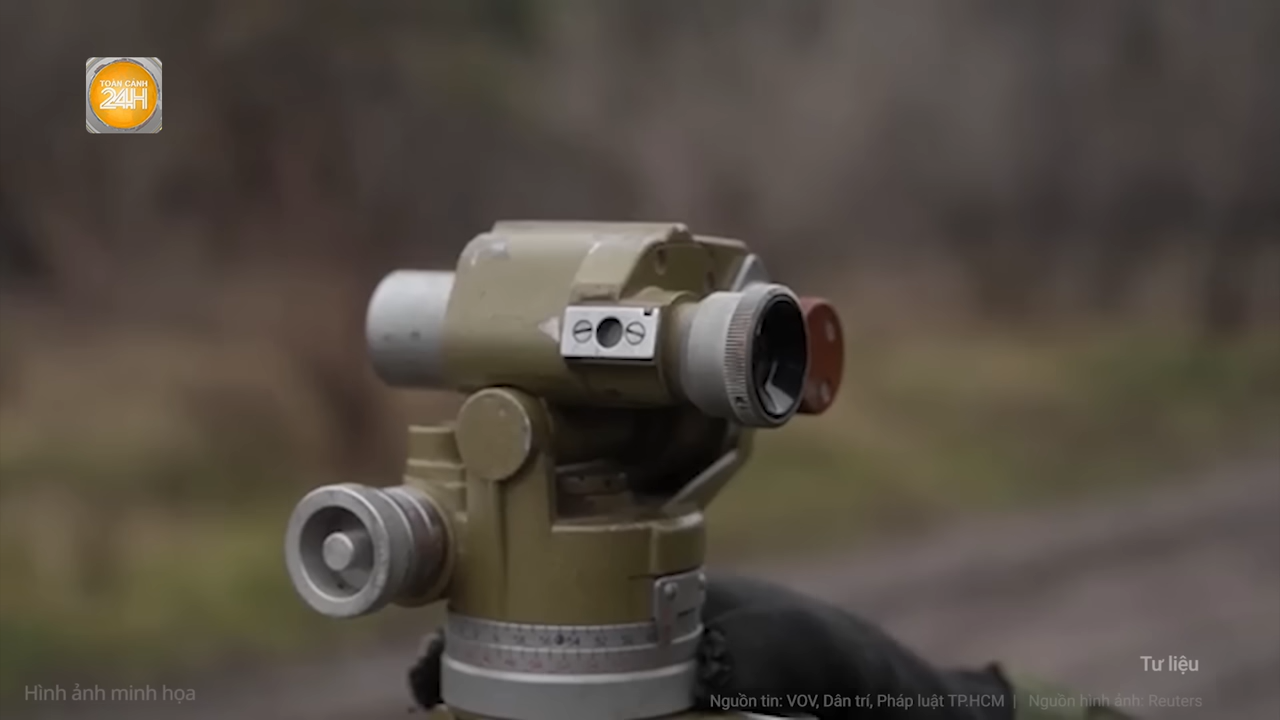 TOÀN CẢNH
24H
Tư liệu
Hình ảnh minh họa
Nguồn tin: VOV, Dân trí, Pháp luật TP.HCM | Nguồn hình ảnh: Reuters